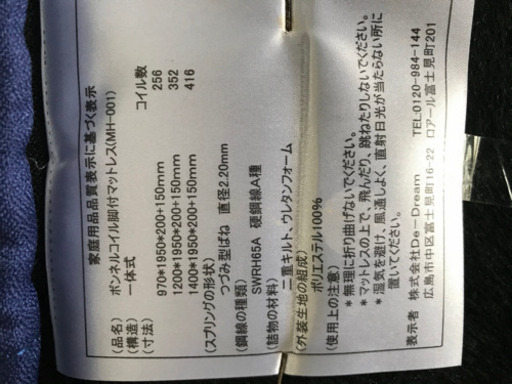 家庭用品品質表示に基づく表示
(品名) ボンネルコイル脚付マットレス(MH-001)
(構造) 一体式
(寸法) コイル数
970*1950*200+150mm 256
1200*1950*200+150mm 352
1400*1950*200+150mm 416
(スプリングの形状)
つづみ型ばね 直径2.20mm
(鋼線の種類)
SWRH65A 硬鋼線A種
(詰物の材料)
二重キルト、ウレタンフォーム
(外装生地の組成)
ポリエステル100%
(使用上の注意)
*無理に折り曲げないでください。
*マットレスの上で、飛んだり、跳ねたりしないでください。
*湿気を避け、風通しよく、直射日光が当たらない所に
置いてください。
表示者 株式会社De-Dream TEL:0120-984-144
広島市中区富士見町16-22 ロアール富士見町201